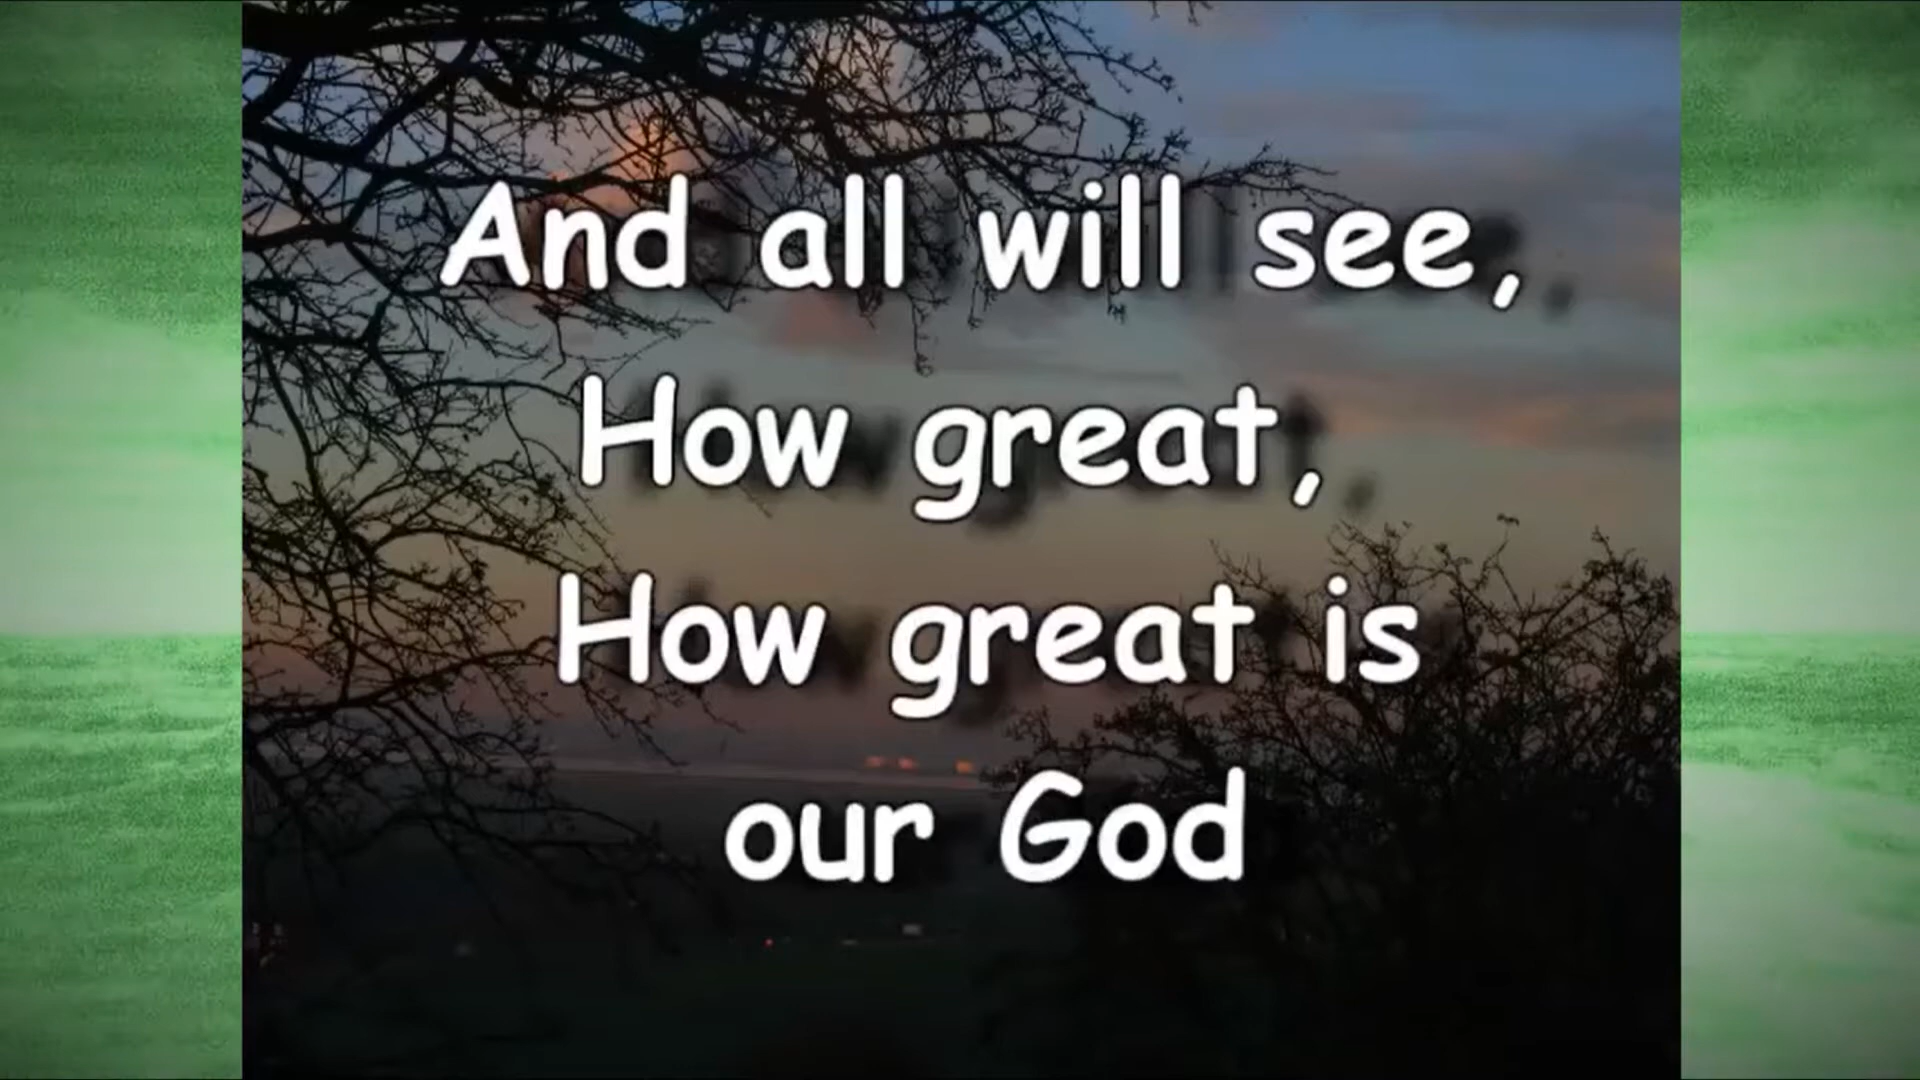 And all will see,
How great,
How great is
our God